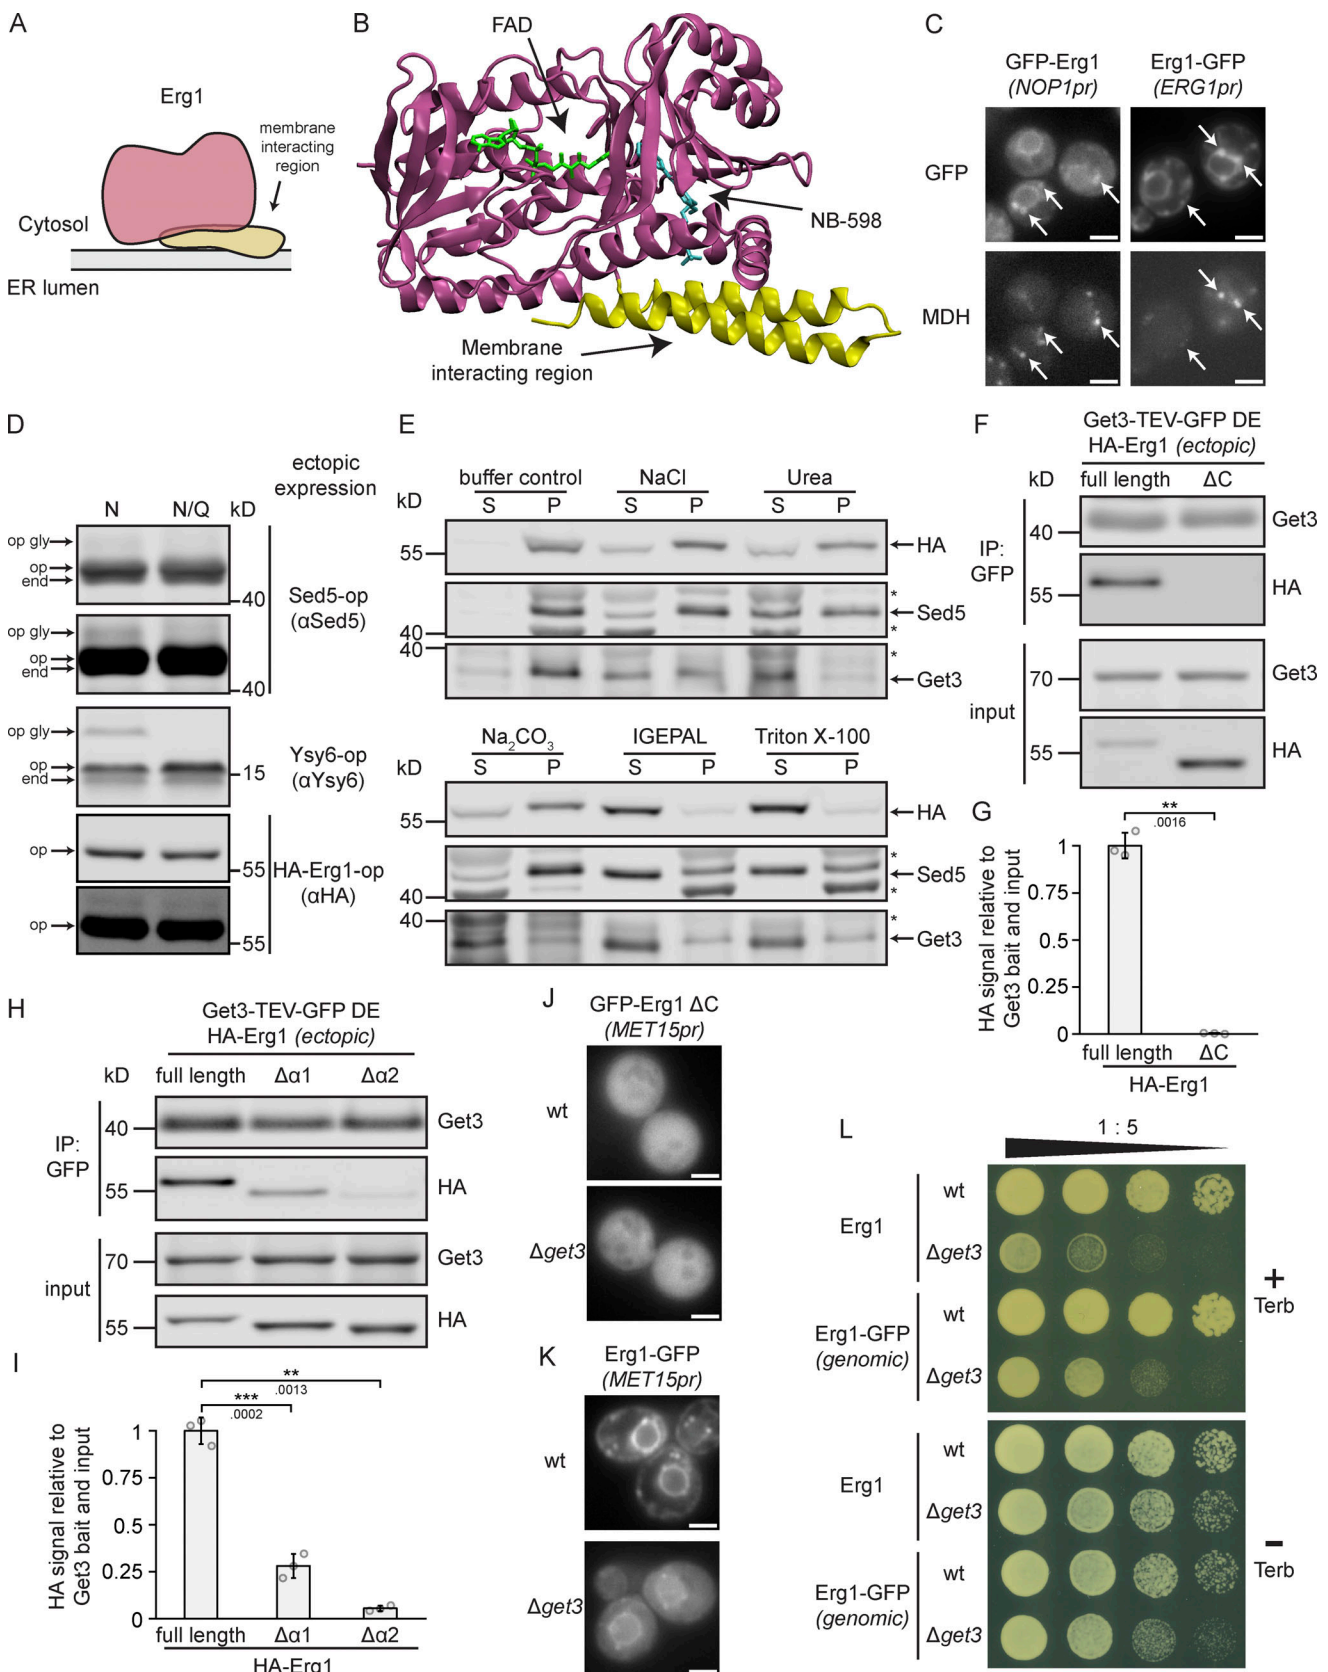 A
Erg1
membrane
interacting
region
Cytosol
ER lumen
B
FAD
NB-598
Membrane
interacting region
C
GFP-Erg1
(NOP1pr)
Erg1-GFP
(ERG1pr)
GFP
MDH
D
ectopic
expression
N N/Q kD
op gly
op
end
40
Sed5-op
(αSed5)
op gly
op
end
40
op gly
op
end
15
Ysy6-op
(αYsy6)
op
55
HA-Erg1-op
(αHA)
op
55
E
buffer control NaCl Urea
kD S P S P S P
55 HA
*
Sed5
40 *
40 *
Get3
Na2CO3 IGEPAL Triton X-100
kD S P S P S P
55 HA
*
Sed5
40 *
40 *
Get3
F
Get3-TEV-GFP DE
HA-Erg1 (ectopic)
kD full length ΔC
IP:
GFP
40 Get3
55 HA
input
70 Get3
55 HA
G
**
.0016
HA signal relative to
Get3 bait and input
1
0.75
0.5
0.25
0
full length ΔC
HA-Erg1
H
Get3-TEV-GFP DE
HA-Erg1 (ectopic)
kD full length Δα1 Δα2
IP:
GFP
40 Get3
55 HA
input
70 Get3
55 HA
I
**
.0013
***
.0002
HA signal relative to
Get3 bait and input
1
0.75
0.5
0.25
0
full length Δα1 Δα2
HA-Erg1
J
GFP-Erg1 ΔC
(MET15pr)
wt
Δget3
K
Erg1-GFP
(MET15pr)
wt
Δget3
L
1 : 5
Erg1
wt
Δget3
Erg1-GFP
(genomic)
wt
Δget3
+
Terb
Erg1
wt
Δget3
Erg1-GFP
(genomic)
wt
Δget3
-
Terb